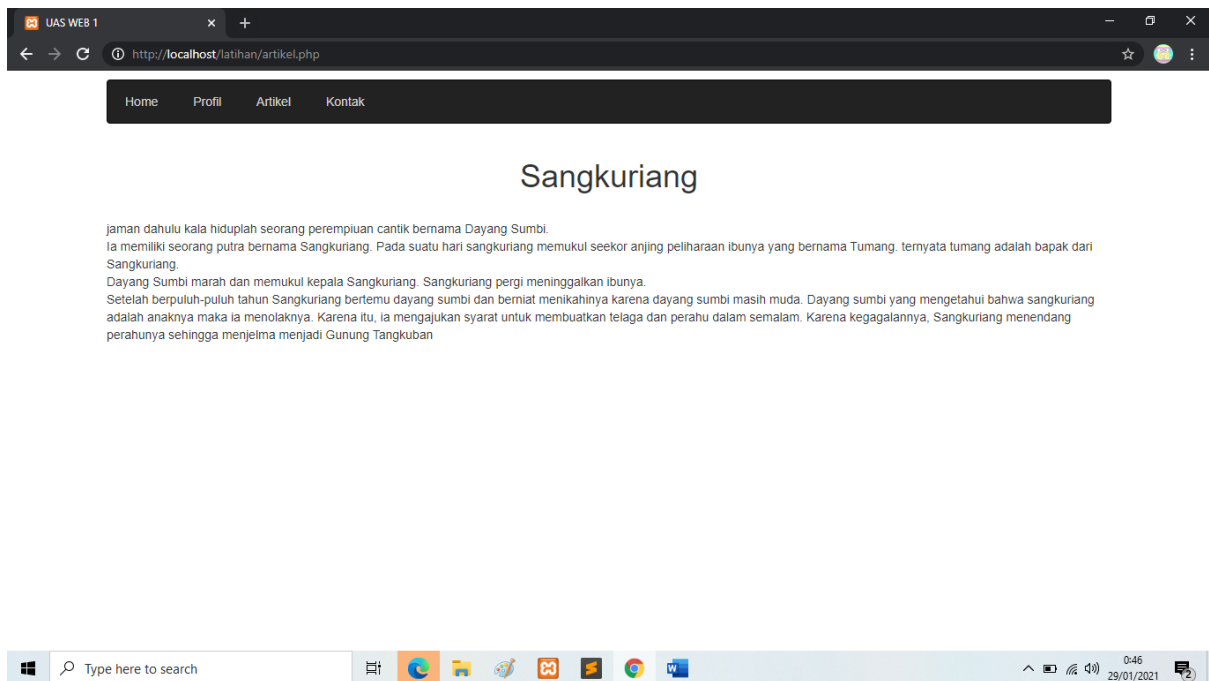 UAS WEB 1
http://localhost/latihan/artikel.php
Home Profil Artikel Kontak
Sangkuriang
jaman dahulu kala hiduplah seorang perempiuan cantik bernama Dayang Sumbi.
Ia memiliki seorang putra bernama Sangkuriang. Pada suatu hari sangkuriang memukul seekor anjing peliharaan ibunya yang bernama Tumang. ternyata tumang adalah bapak dari
Sangkuriang.
Dayang Sumbi marah dan memukul kepala Sangkuriang. Sangkuriang pergi meninggalkan ibunya.
Setelah berpuluh-puluh tahun Sangkuriang bertemu dayang sumbi dan berniat menikahinya karena dayang sumbi masih muda. Dayang sumbi yang mengetahui bahwa sangkuriang
adalah anaknya maka ia menolaknya. Karena itu, ia mengajukan syarat untuk membuatkan telaga dan perahu dalam semalam. Karena kegagalannya, Sangkuriang menendang
perahunya sehingga menjelma menjadi Gunung Tangkuban
Type here to search
0:46
29/01/2021
2